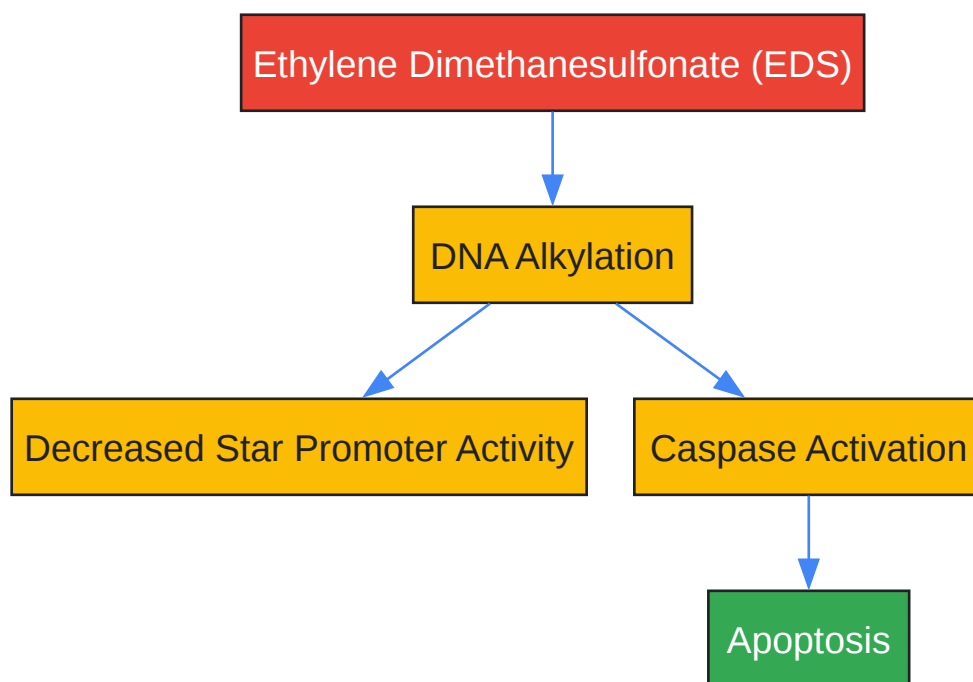 Ethylene Dimethanesulfonate (EDS)
DNA Alkylation
Decreased Star Promoter Activity
Caspase Activation
Apoptosis